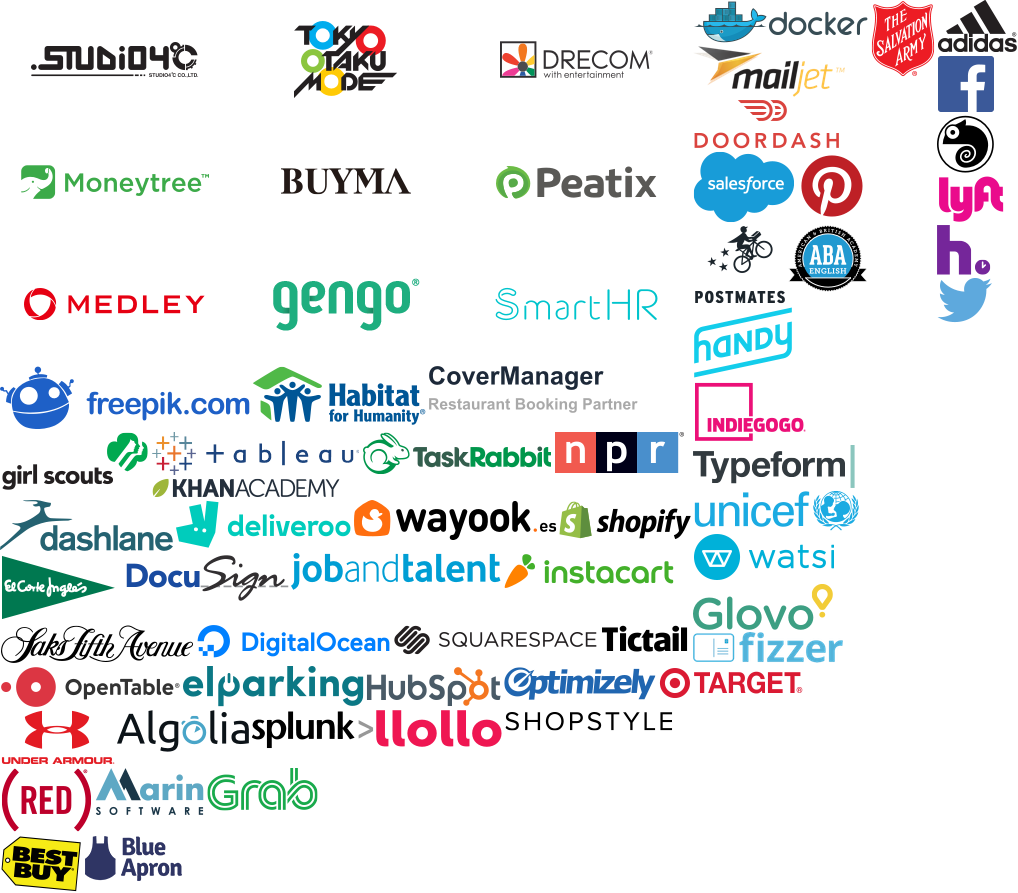 .STUDIO4°C
STUDIO4°C CO.,LTD.
TOKYO
OTAKU
MODE
DRECOM®
with entertainment
docker
THE
SALVATION
ARMY
®
adidas®
mailjet™
f
DOORDASH
Moneytree™
BUYMA
Peatix
salesforce
lyft
POSTMATES
AMERICAN & BRITISH ACADEMY
ABA
ENGLISH
h.
MEDLEY
gengo®
SmartHR
handy
freepik.com
Habitat
for Humanity®
CoverManager
Restaurant Booking Partner
INDIEGOGO.
girl scouts
+ableau
TaskRabbit
npr®
Typeform
KHANACADEMY
dashlane
deliveroo
wayook.es
shopify
unicef
El Corte Inglés
DocuSign
jobandtalent
instacart
watsi
Glovo
Saks Fifth Avenue
DigitalOcean
SQUARESPACE
Tictail
fizzer
OpenTable®
elparking
HubSpot
Optimizely
TARGET®
UNDER ARMOUR.
Algolia
splunk>
llollo
SHOPSTYLE
(RED)®
Marin
SOFTWARE
Grab
BEST
BUY
Blue
Apron